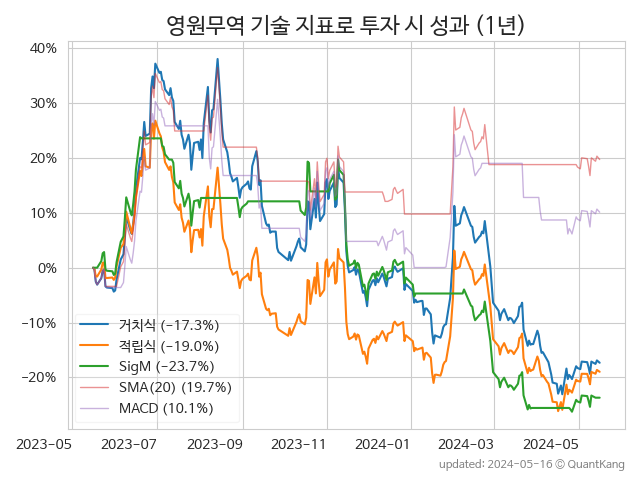 영원무역 기술 지표로 투자 시 성과 (1년)
40%
30%
20%
10%
0%
−10%
−20%
거치식 (−17.3%)
적립식 (−19.0%)
SigM (−23.7%)
SMA(20) (19.7%)
MACD (10.1%)
2023-05
2023-07
2023-09
2023-11
2024-01
2024-03
2024-05
updated: 2024-05-16 © QuantKang